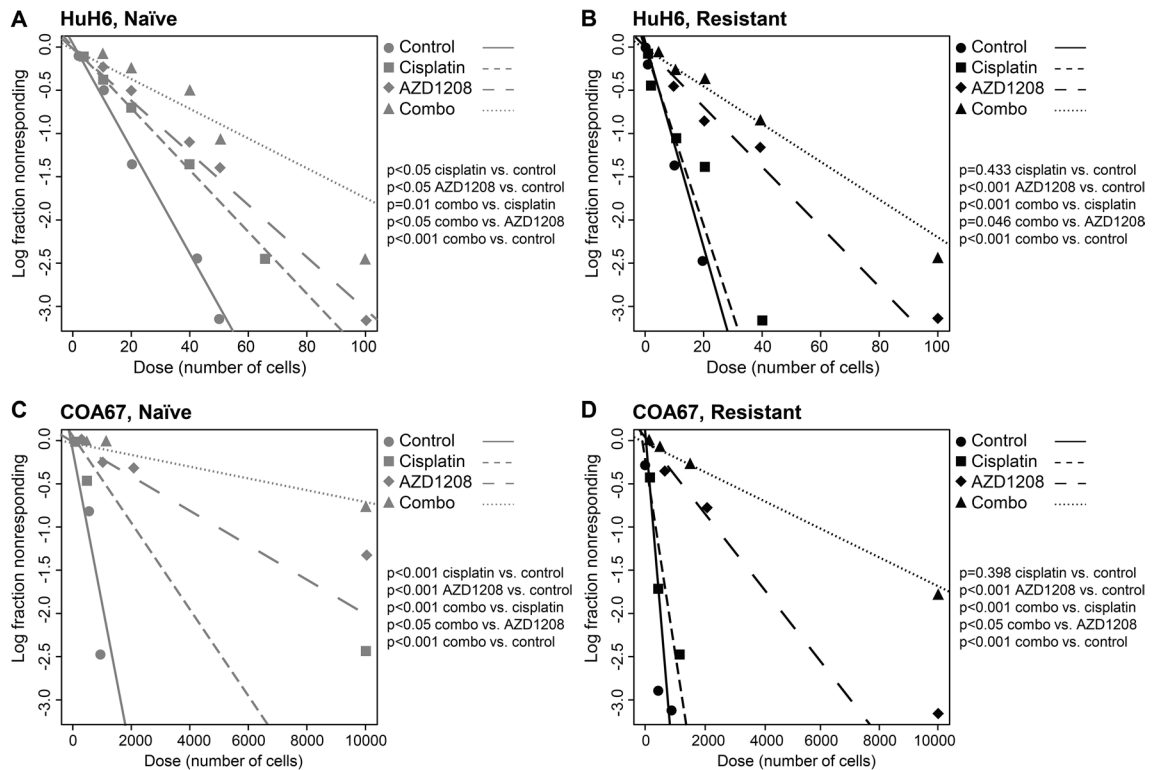 A HuH6, Naïve
Log fraction nonresponding
0.0
-0.5
-1.0
-1.5
-2.0
-2.5
-3.0
0 20 40 60 80 100
Dose (number of cells)
Control
Cisplatin
AZD1208
Combo
p<0.05 cisplatin vs. control
p<0.05 AZD1208 vs. control
p=0.01 combo vs. cisplatin
p<0.05 combo vs. AZD1208
p<0.001 combo vs. control
B HuH6, Resistant
Log fraction nonresponding
0.0
-0.5
-1.0
-1.5
-2.0
-2.5
-3.0
0 20 40 60 80 100
Dose (number of cells)
Control
Cisplatin
AZD1208
Combo
p=0.433 cisplatin vs. control
p<0.001 AZD1208 vs. control
p<0.001 combo vs. cisplatin
p=0.046 combo vs. AZD1208
p<0.001 combo vs. control
C COA67, Naïve
Log fraction nonresponding
0.0
-0.5
-1.0
-1.5
-2.0
-2.5
-3.0
0 2000 4000 6000 8000 10000
Dose (number of cells)
Control
Cisplatin
AZD1208
Combo
p<0.001 cisplatin vs. control
p<0.001 AZD1208 vs. control
p<0.001 combo vs. cisplatin
p<0.05 combo vs. AZD1208
p<0.001 combo vs. control
D COA67, Resistant
Log fraction nonresponding
0.0
-0.5
-1.0
-1.5
-2.0
-2.5
-3.0
0 2000 4000 6000 8000 10000
Dose (number of cells)
Control
Cisplatin
AZD1208
Combo
p=0.398 cisplatin vs. control
p<0.001 AZD1208 vs. control
p<0.001 combo vs. cisplatin
p<0.05 combo vs. AZD1208
p<0.001 combo vs. control